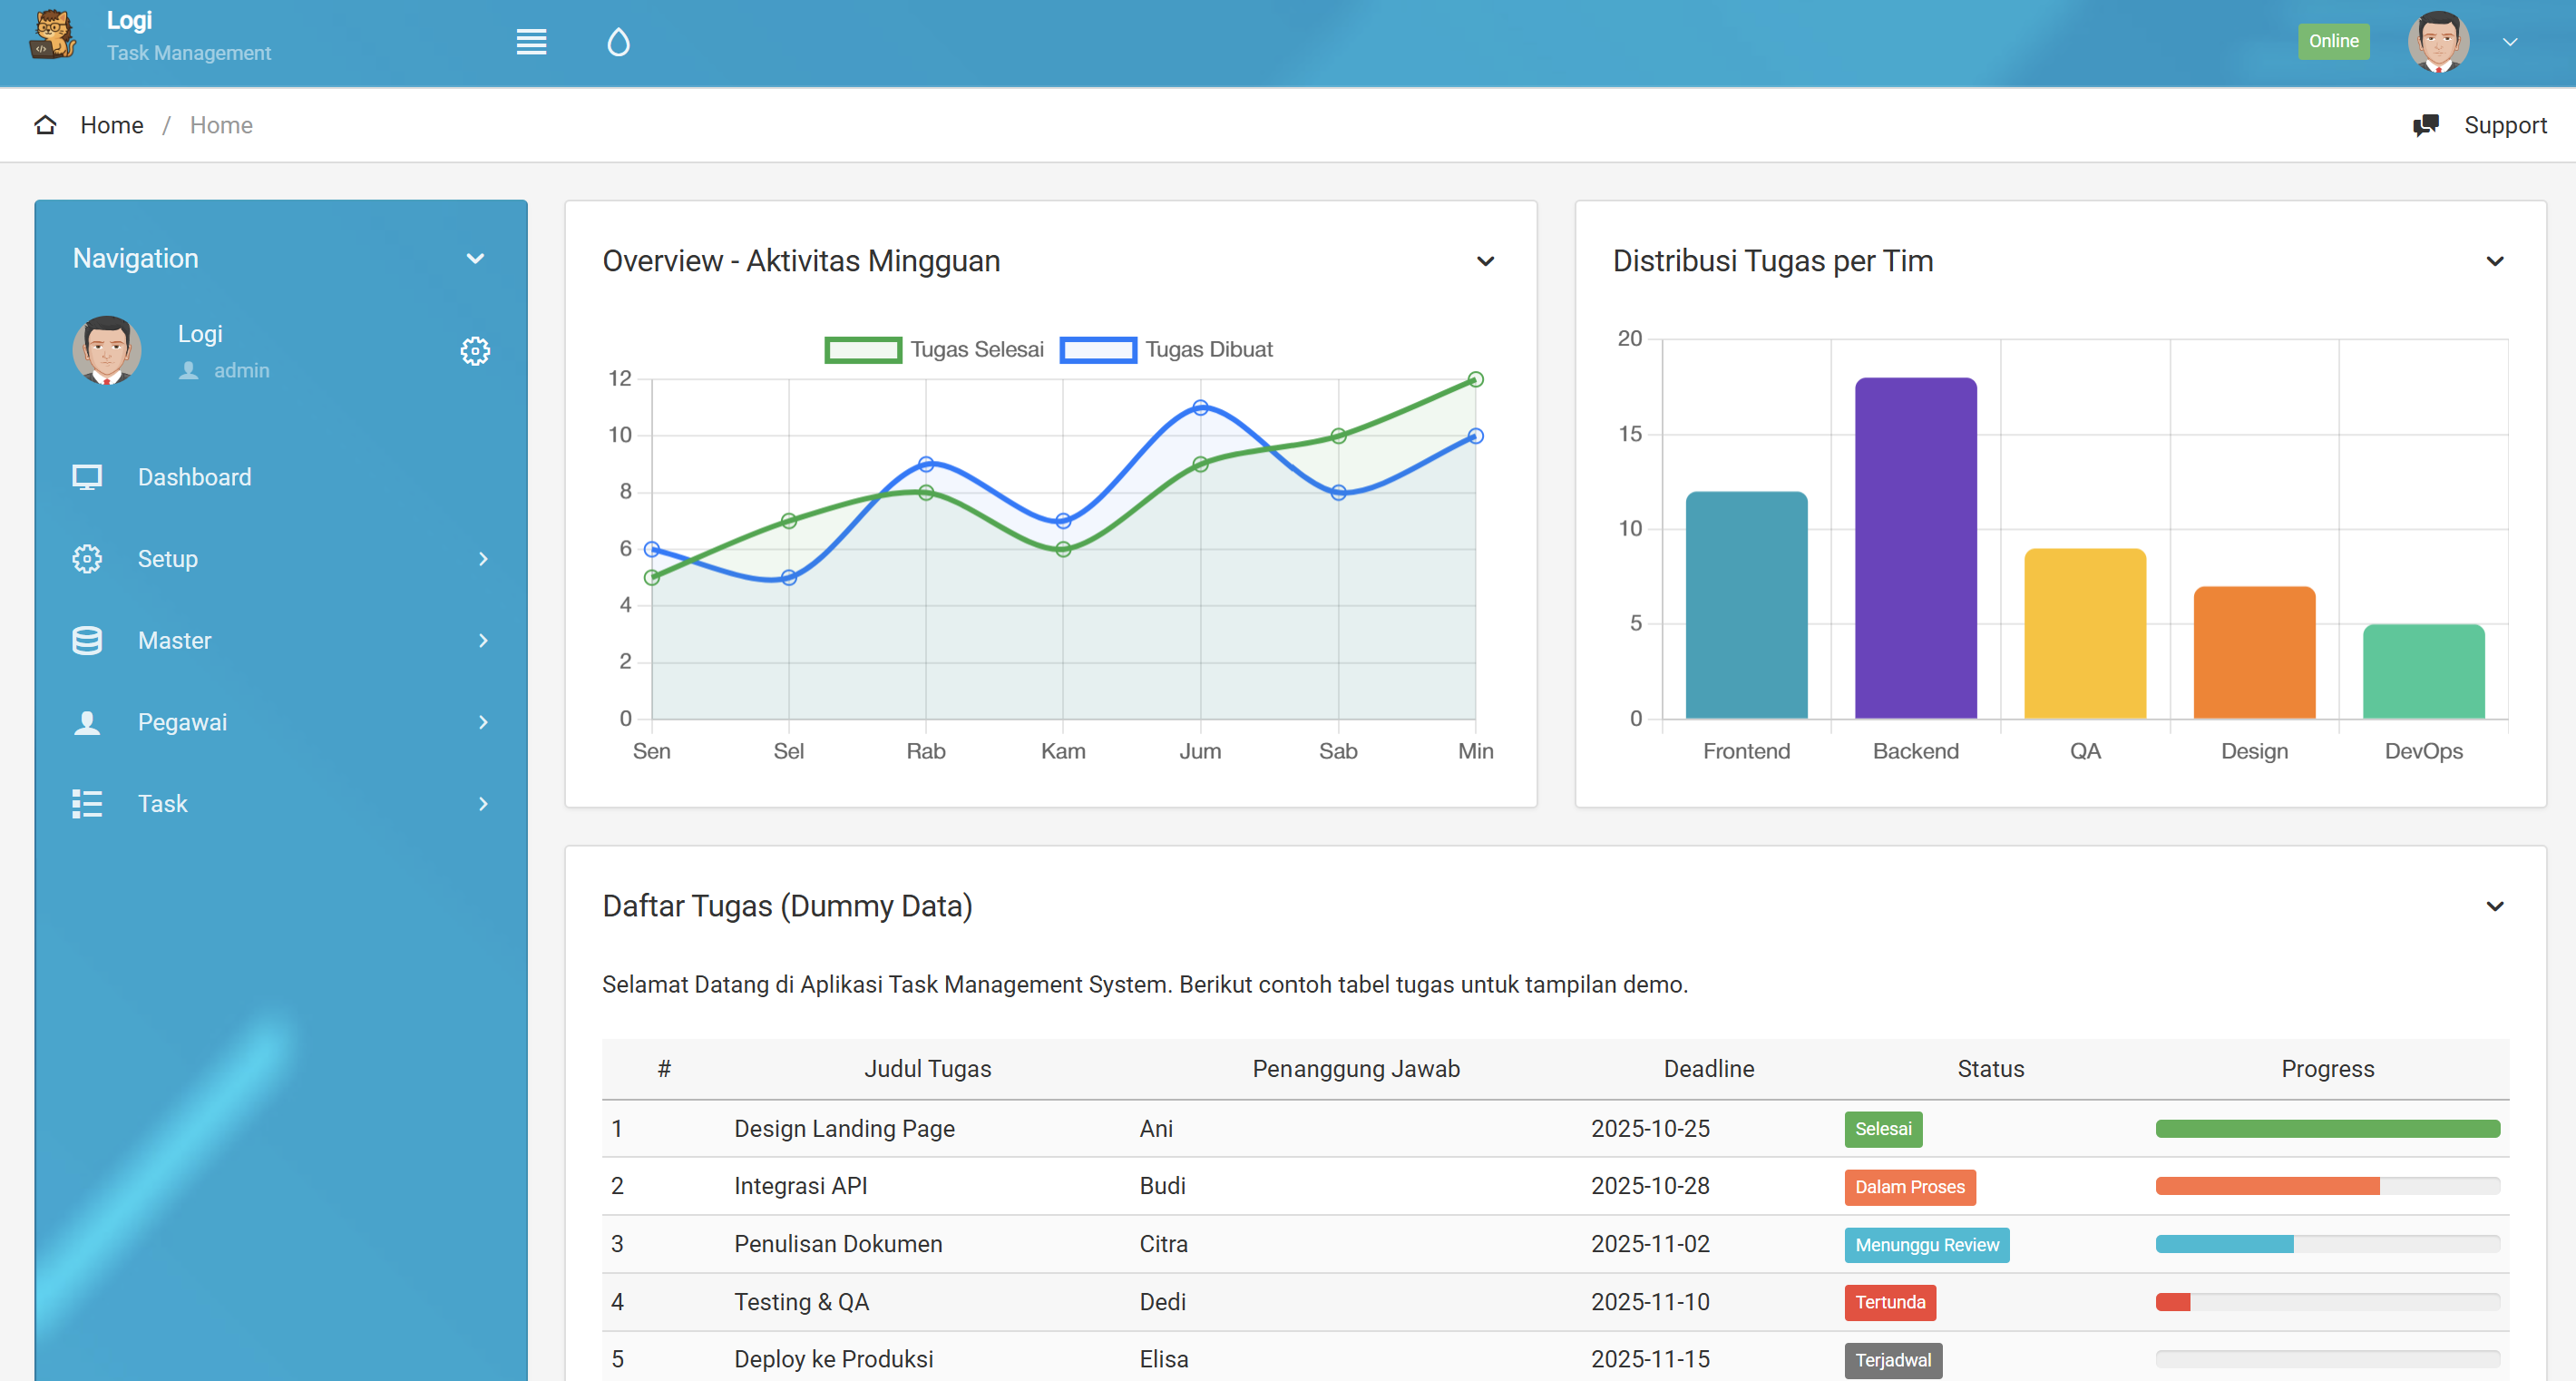 Logi
Task Management
Online
Home / Home
Support
Navigation
Logi
admin
Dashboard
Setup
Master
Pegawai
Task
Overview - Aktivitas Mingguan
Tugas Selesai Tugas Dibuat
12
10
8
6
4
2
0
Sen Sel Rab Kam Jum Sab Min
Distribusi Tugas per Tim
20
15
10
5
0
Frontend Backend QA Design DevOps
Daftar Tugas (Dummy Data)
Selamat Datang di Aplikasi Task Management System. Berikut contoh tabel tugas untuk tampilan demo.
# Judul Tugas Penanggung Jawab Deadline Status Progress
1 Design Landing Page Ani 2025-10-25 Selesai
2 Integrasi API Budi 2025-10-28 Dalam Proses
3 Penulisan Dokumen Citra 2025-11-02 Menunggu Review
4 Testing & QA Dedi 2025-11-10 Tertunda
5 Deploy ke Produksi Elisa 2025-11-15 Terjadwal